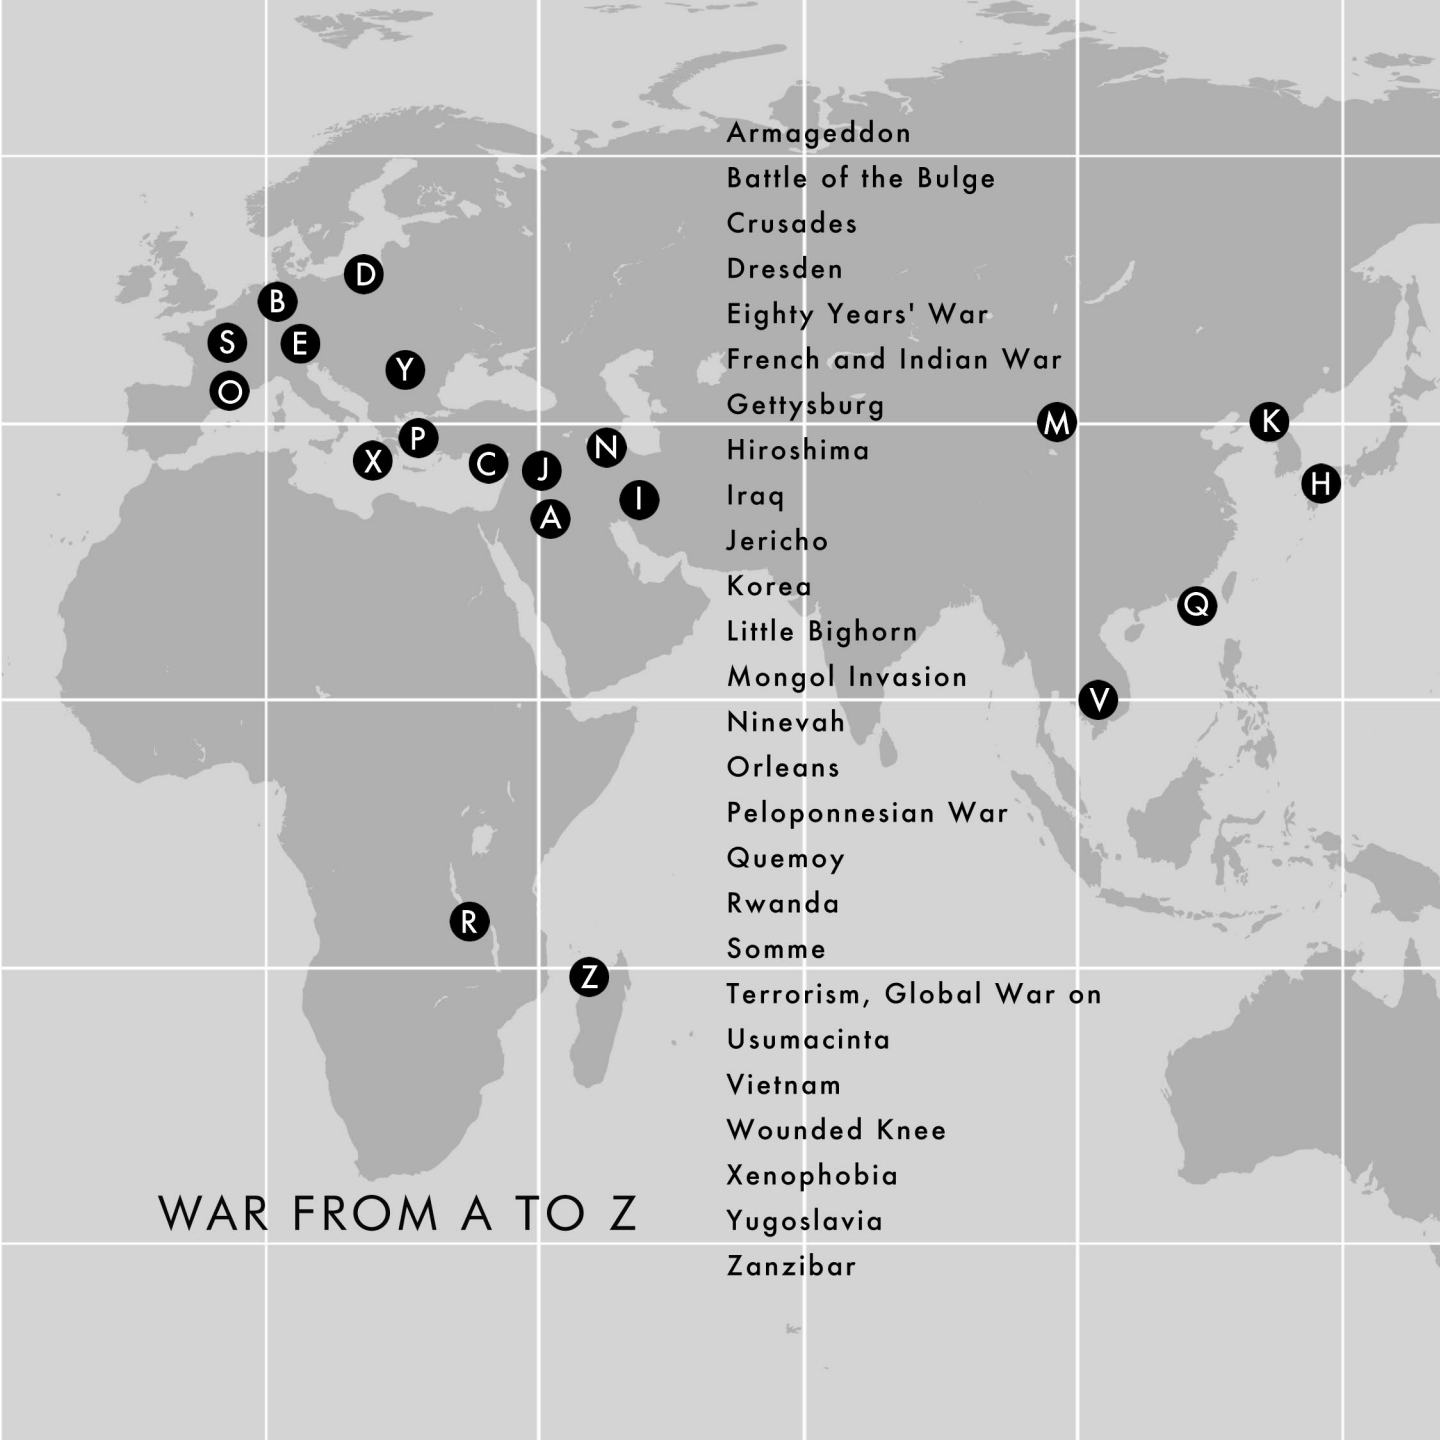 Armageddon
Battle of the Bulge
Crusades
Dresden
Eighty Years' War
French and Indian War
Gettysburg
Hiroshima
Iraq
Jericho
Korea
Little Bighorn
Mongol Invasion
Ninevah
Orleans
Peloponnesian War
Quemoy
Rwanda
Somme
Terrorism, Global War on
Usumacinta
Vietnam
Wounded Knee
Xenophobia
Yugoslavia
Zanzibar
D
B
S
E
Y
O
M
K
P
N
X
C
J
H
I
A
Q
V
R
Z
WAR FROM A TO Z